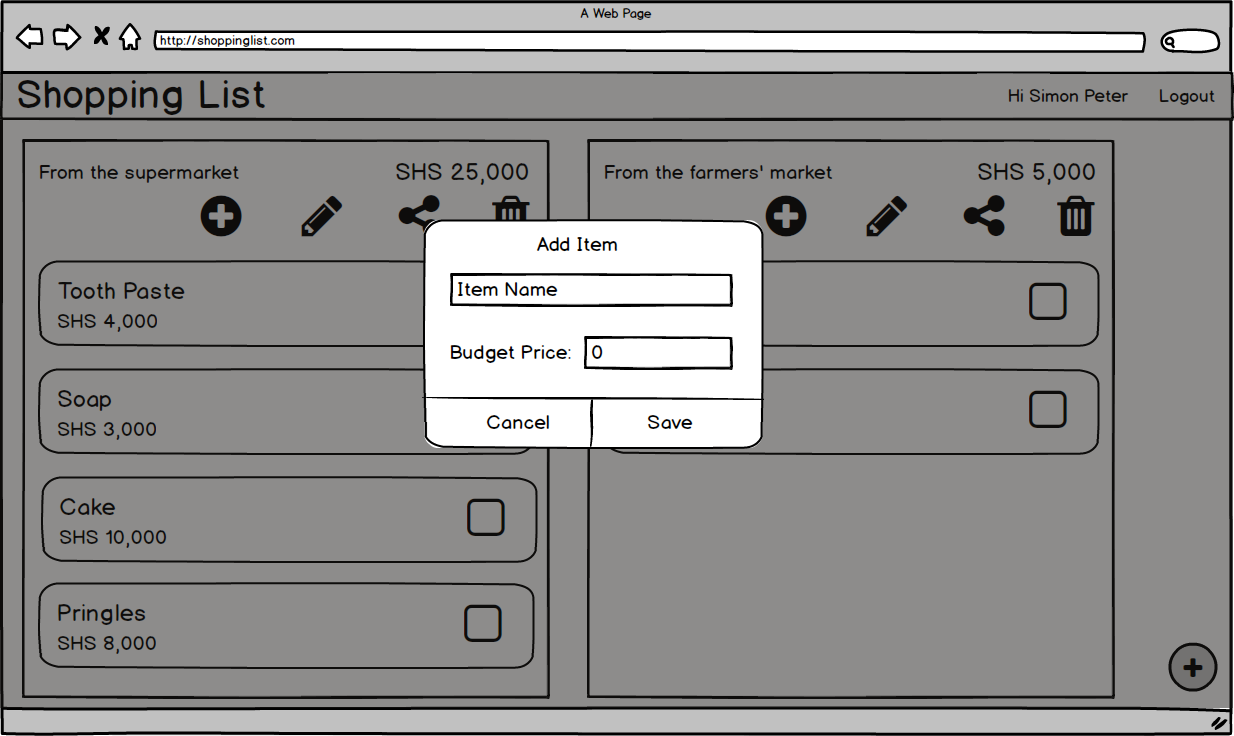 A Web Page
http://shoppinglist.com
Shopping List
Hi Simon Peter
Logout
From the supermarket
SHS 25,000
Tooth Paste
SHS 4,000
Soap
SHS 3,000
Cake
SHS 10,000
Pringles
SHS 8,000
From the farmers' market
SHS 5,000
Add Item
Item Name
Budget Price:
0
Cancel
Save